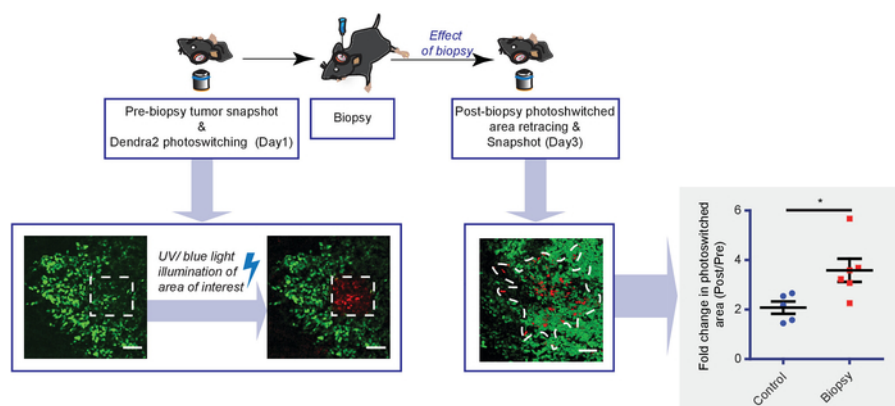 Effect
of biopsy
Pre-biopsy tumor snapshot
&
Dendra2 photoswitching (Day1)
Biopsy
Post-biopsy photoshwitched
area retracing &
Snapshot (Day3)
UV/ blue light
illumination of
area of interest
Fold change in photoswitched
area (Post/Pre)
6
4
2
0
*
Control
Biopsy